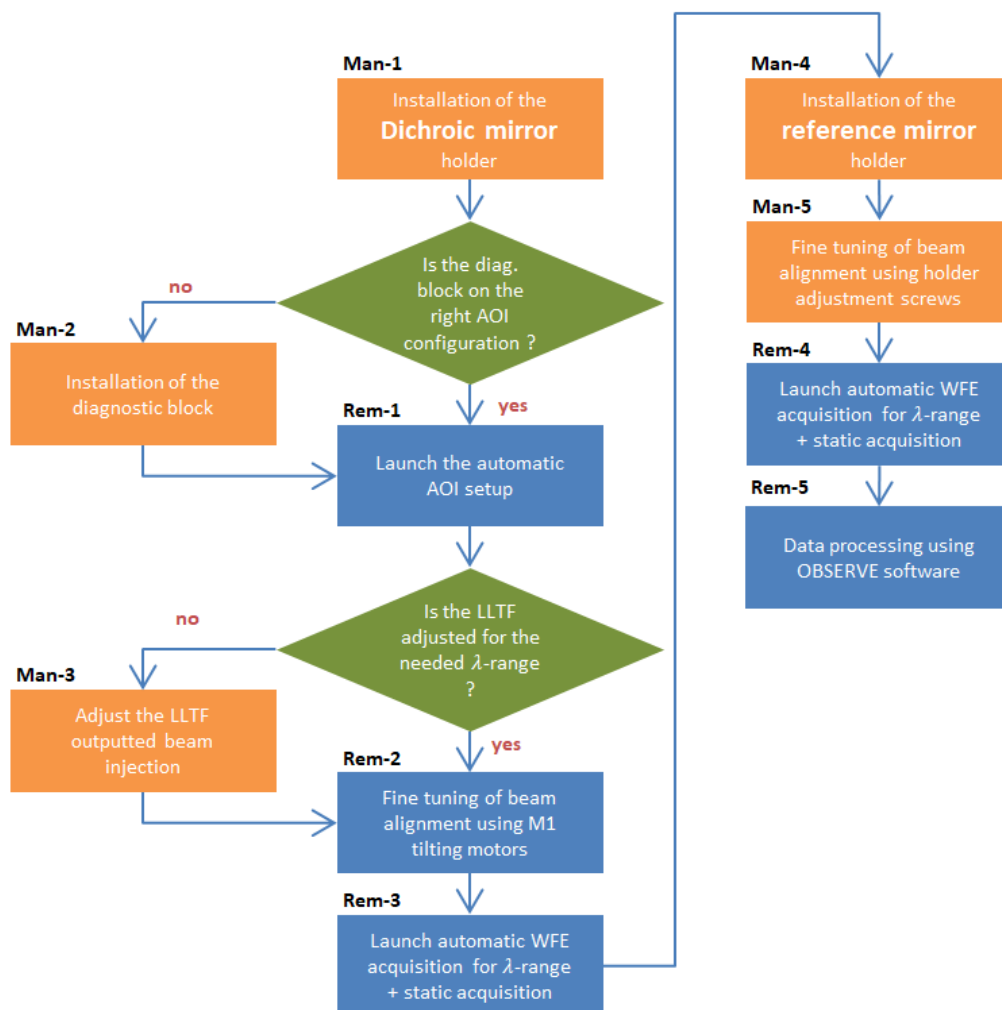 Man-1
Installation of the
Dichroic mirror
holder
Is the diag.
block on the
right AOI
configuration ?
no
yes
Man-2
Installation of the
diagnostic block
Rem-1
Launch the automatic
AOI setup
Is the LLTF
adjusted for the
needed λ-range
?
no
yes
Man-3
Adjust the LLTF
outputted beam
injection
Rem-2
Fine tuning of beam
alignment using M1
tilting motors
Rem-3
Launch automatic WFE
acquisition for λ-range
+ static acquisition
Man-4
Installation of the
reference mirror
holder
Man-5
Fine tuning of beam
alignment using holder
adjustment screws
Rem-4
Launch automatic WFE
acquisition for λ-range
+ static acquisition
Rem-5
Data processing using
OBSERVE software